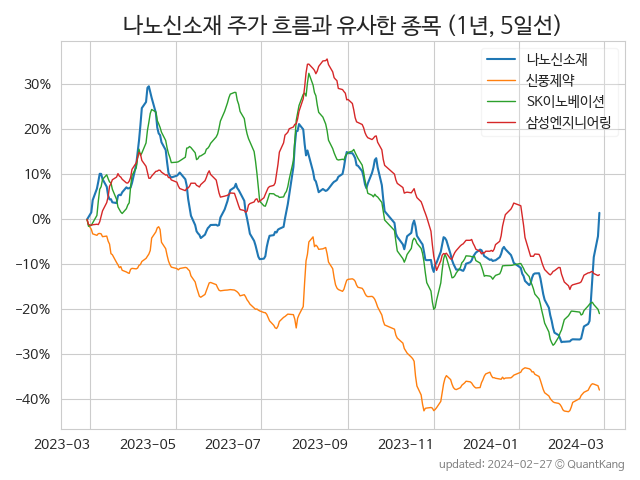 나노신소재 주가 흐름과 유사한 종목 (1년, 5일선)
나노신소재
신풍제약
SK이노베이션
삼성엔지니어링
30%
20%
10%
0%
−10%
−20%
−30%
−40%
2023-03 2023-05 2023-07 2023-09 2023-11 2024-01 2024-03
updated: 2024-02-27 © QuantKang